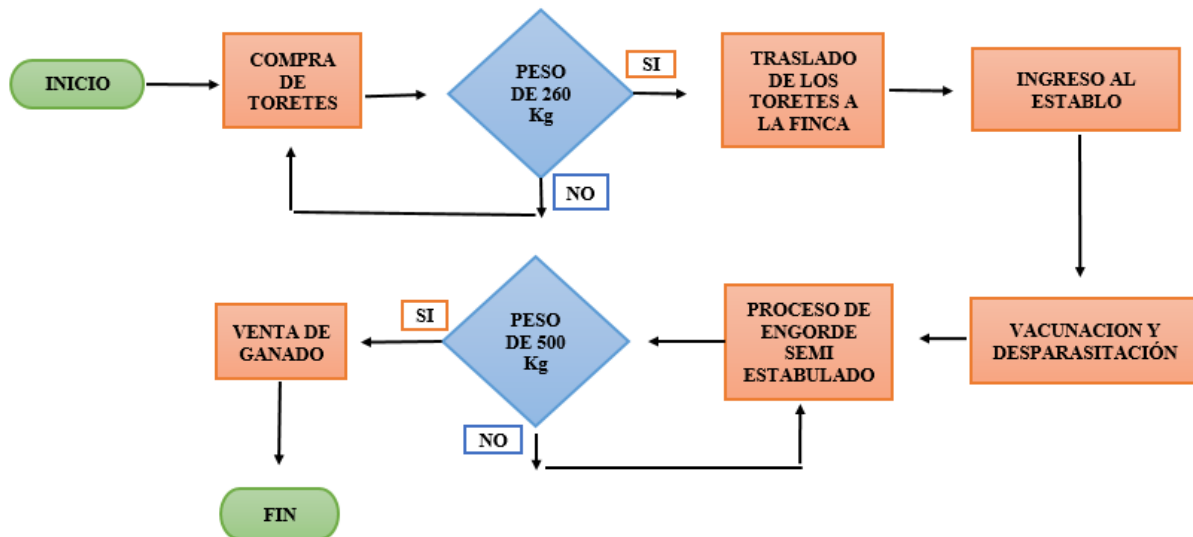 INICIO
COMPRA
DE
TORETES
PESO
DE 260
Kg
SI
NO
TRASLADO
DE LOS
TORETES A
LA FINCA
INGRESO AL
ESTABLO
VACUNACION Y
DESPARASITACIÓN
PROCESO DE
ENGORDE
SEMI
ESTABULADO
PESO
DE 500
Kg
SI
NO
VENTA DE
GANADO
FIN